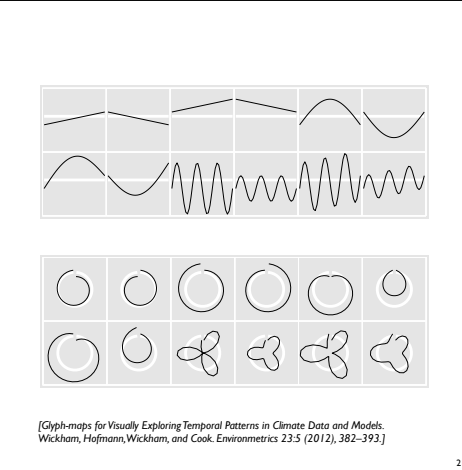 [Glyph-maps for Visually Exploring Temporal Patterns in Climate Data and Models.
Wickham, Hofmann, Wickham, and Cook. Environmetrics 23:5 (2012), 382–393.]
2